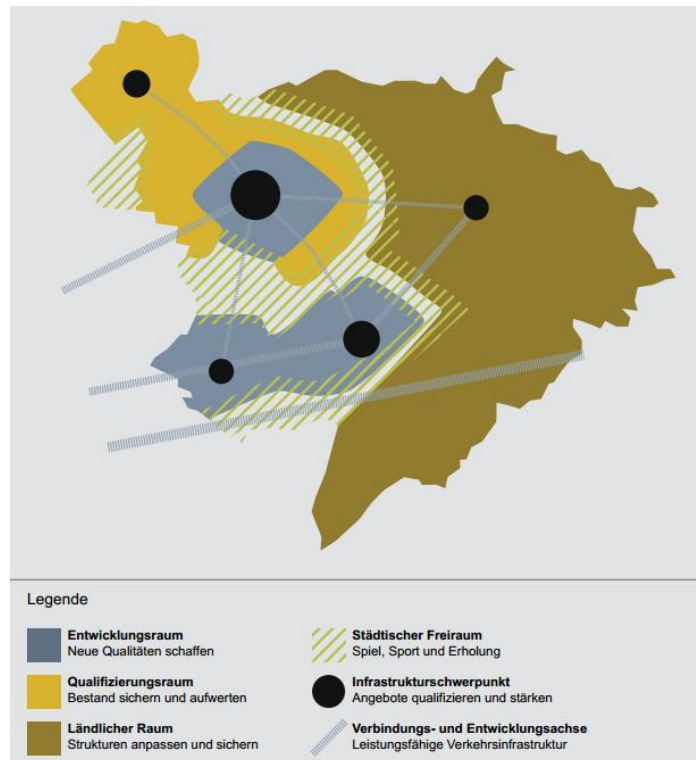 Legende
Entwicklungsraum
Neue Qualitäten schaffen
Qualifizierungsraum
Bestand sichern und aufwerten
Ländlicher Raum
Strukturen anpassen und sichern
Städtischer Freiraum
Spiel, Sport und Erholung
Infrastrukturschwerpunkt
Angebote qualifizieren und stärken
Verbindungs- und Entwicklungsachse
Leistungsfähige Verkehrsinfrastruktur